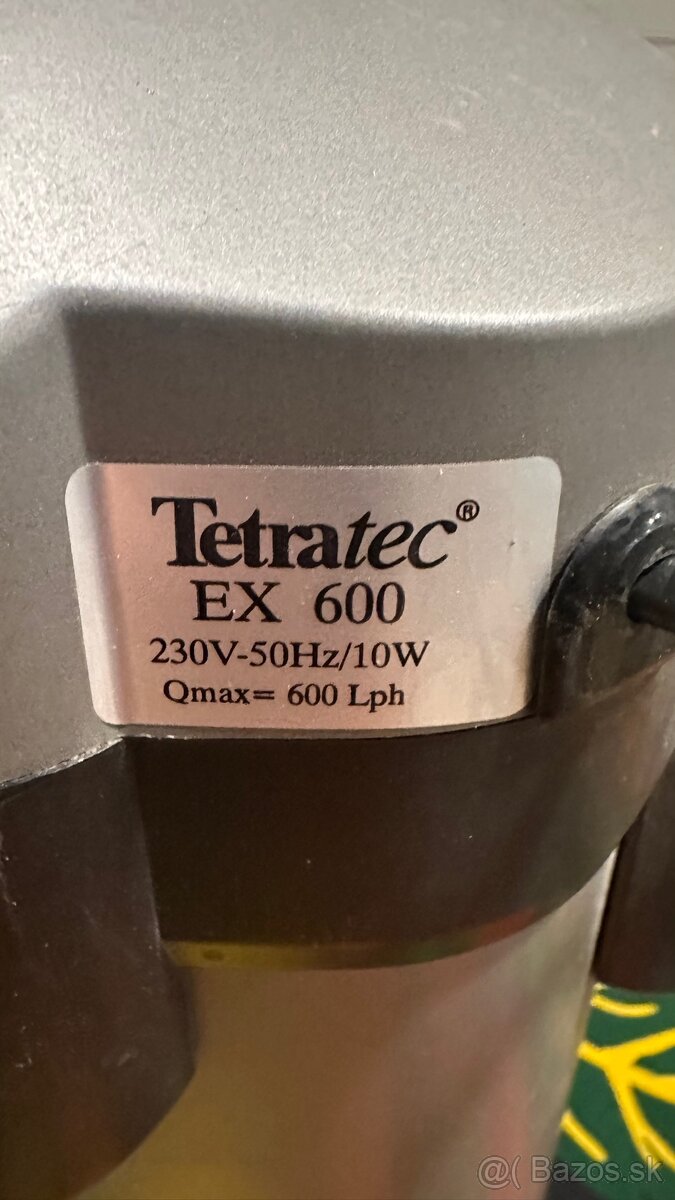 Tetratec®
EX 600
230V-50Hz/10W
Qmax= 600 Lph
@( Bazos.sk